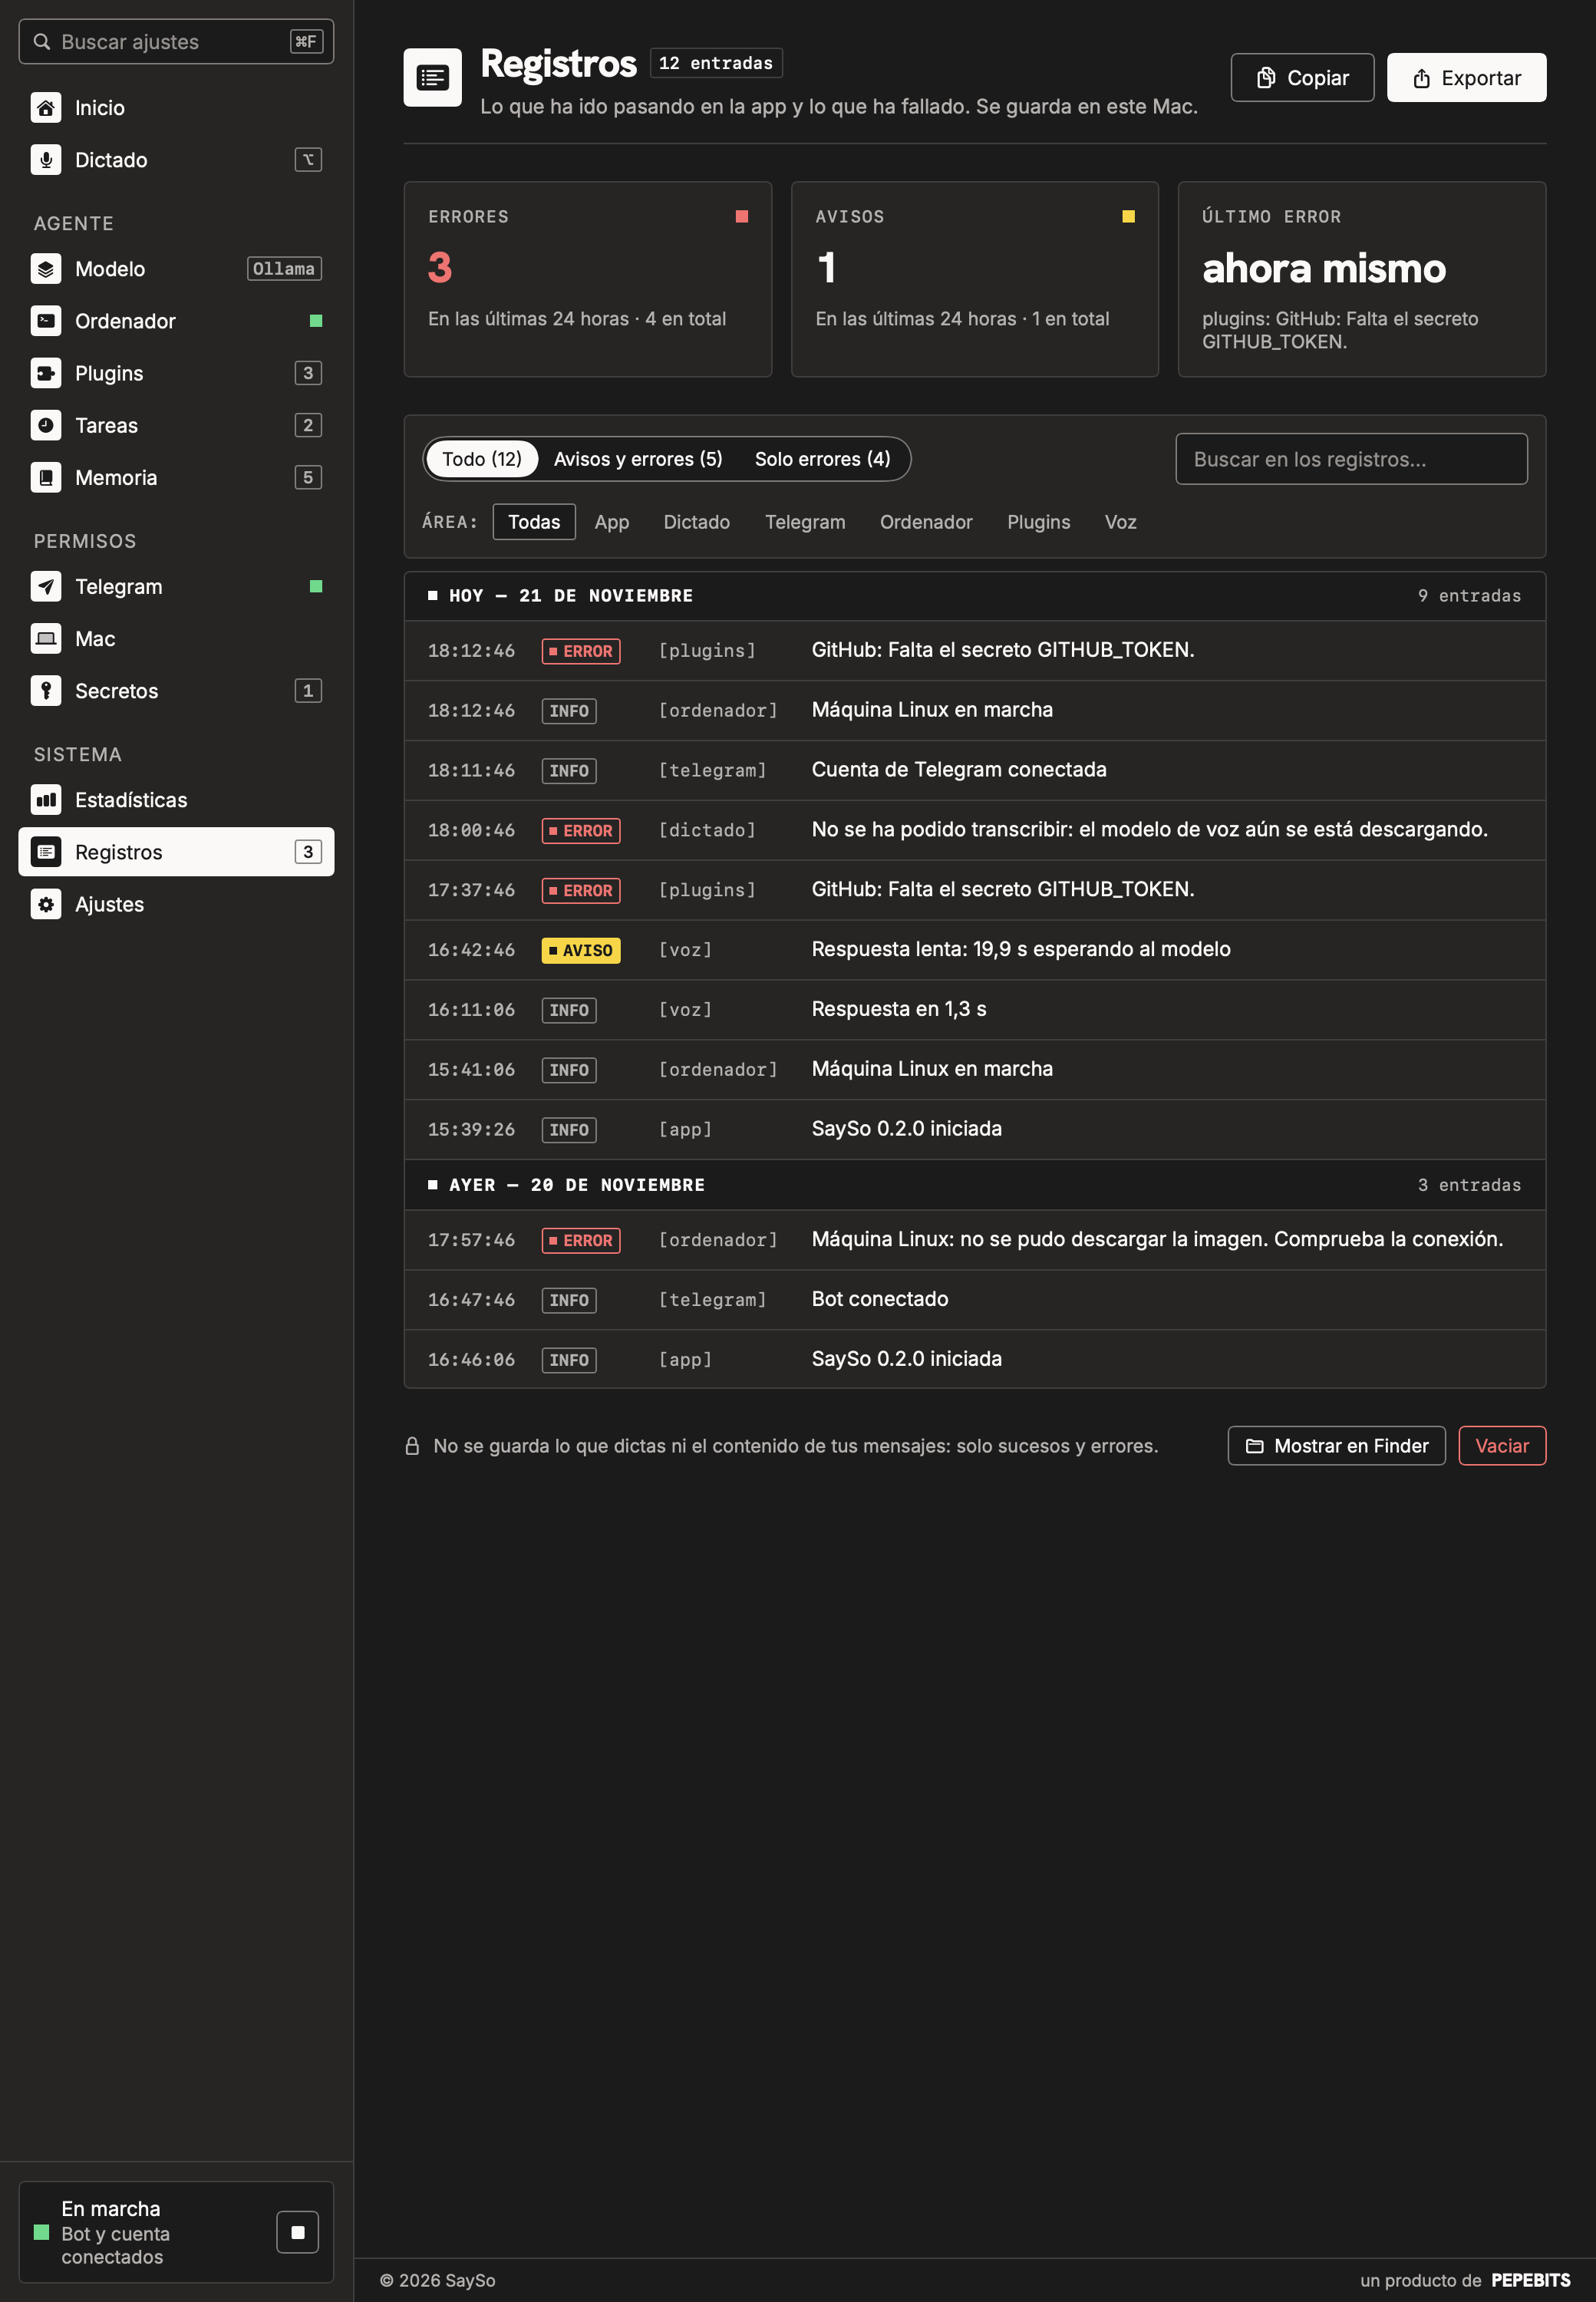 Buscar ajustes ⌘F
Inicio
Dictado ⌥
AGENTE
Modelo Ollama
Ordenador
Plugins 3
Tareas 2
Memoria 5
PERMISOS
Telegram
Mac
Secretos 1
SISTEMA
Estadísticas
Registros 3
Ajustes
En marcha
Bot y cuenta
conectados
Registros 12 entradas
Lo que ha ido pasando en la app y lo que ha fallado. Se guarda en este Mac.
Copiar
Exportar
ERRORES
3
En las últimas 24 horas · 4 en total
AVISOS
1
En las últimas 24 horas · 1 en total
ÚLTIMO ERROR
ahora mismo
plugins: GitHub: Falta el secreto
GITHUB_TOKEN.
Todo (12) Avisos y errores (5) Solo errores (4)
Buscar en los registros...
ÁREA: Todas App Dictado Telegram Ordenador Plugins Voz
HOY — 21 DE NOVIEMBRE 9 entradas
18:12:46 ERROR [plugins] GitHub: Falta el secreto GITHUB_TOKEN.
18:12:46 INFO [ordenador] Máquina Linux en marcha
18:11:46 INFO [telegram] Cuenta de Telegram conectada
18:00:46 ERROR [dictado] No se ha podido transcribir: el modelo de voz aún se está descargando.
17:37:46 ERROR [plugins] GitHub: Falta el secreto GITHUB_TOKEN.
16:42:46 AVISO [voz] Respuesta lenta: 19,9 s esperando al modelo
16:11:06 INFO [voz] Respuesta en 1,3 s
15:41:06 INFO [ordenador] Máquina Linux en marcha
15:39:26 INFO [app] SaySo 0.2.0 iniciada
AYER — 20 DE NOVIEMBRE 3 entradas
17:57:46 ERROR [ordenador] Máquina Linux: no se pudo descargar la imagen. Comprueba la conexión.
16:47:46 INFO [telegram] Bot conectado
16:46:06 INFO [app] SaySo 0.2.0 iniciada
No se guarda lo que dictas ni el contenido de tus mensajes: solo sucesos y errores.
Mostrar en Finder
Vaciar
© 2026 SaySo
un producto de PEPEBITS